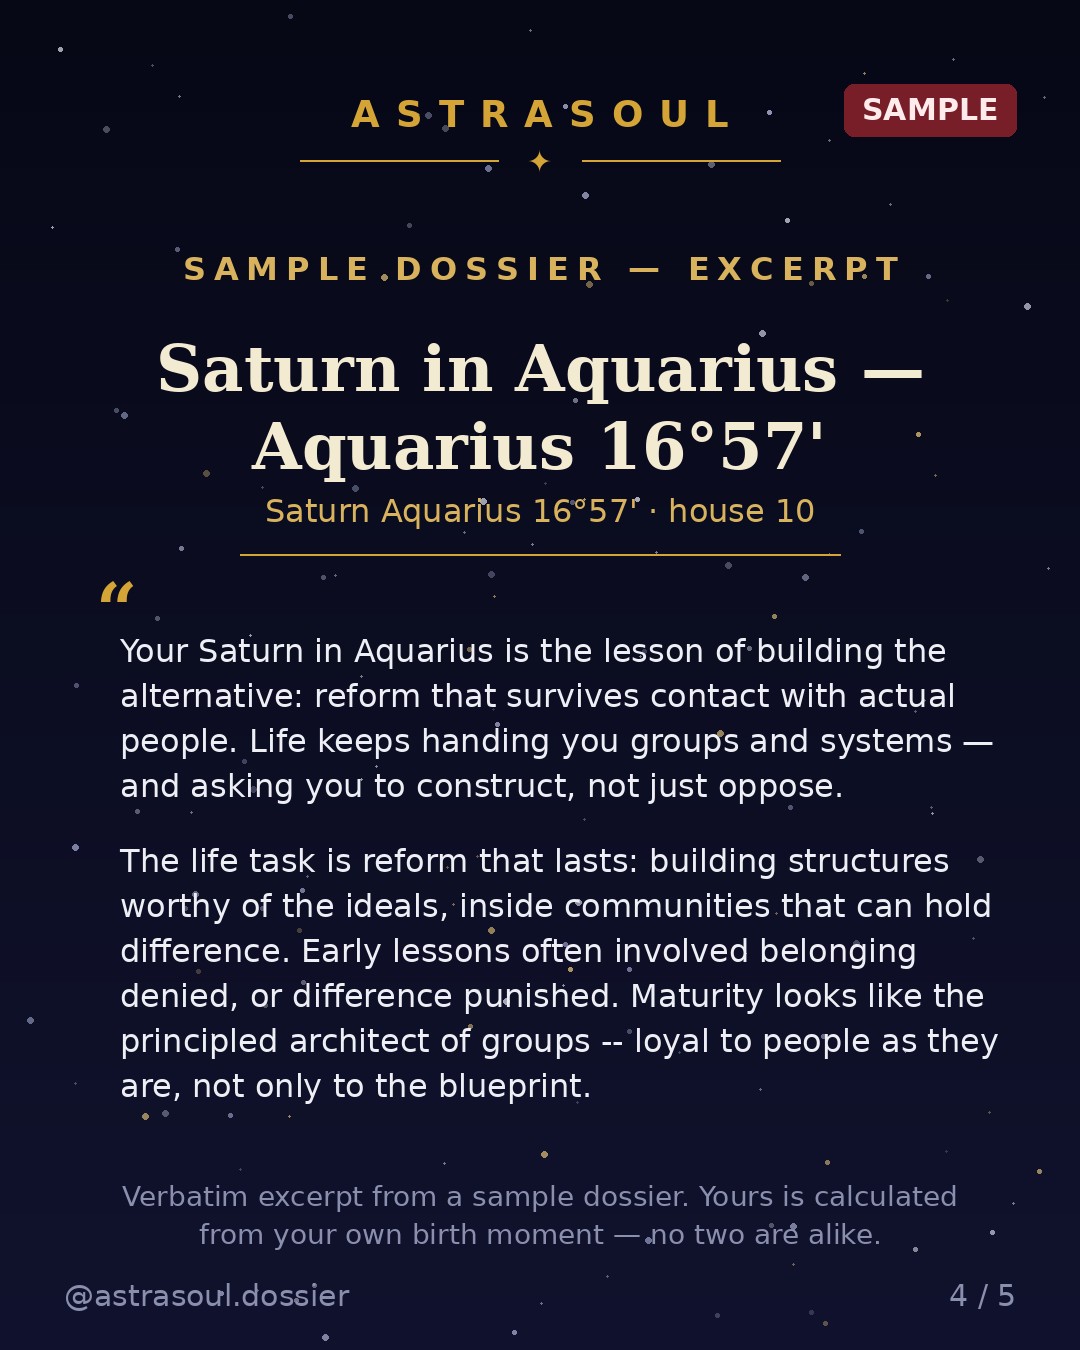 ASTRASOUL
SAMPLE
SAMPLE DOSSIER — EXCERPT
Saturn in Aquarius —
Aquarius 16°57'
Saturn Aquarius 16°57' · house 10
“
Your Saturn in Aquarius is the lesson of building the
alternative: reform that survives contact with actual
people. Life keeps handing you groups and systems —
and asking you to construct, not just oppose.
The life task is reform that lasts: building structures
worthy of the ideals, inside communities that can hold
difference. Early lessons often involved belonging
denied, or difference punished. Maturity looks like the
principled architect of groups -- loyal to people as they
are, not only to the blueprint.
Verbatim excerpt from a sample dossier. Yours is calculated
from your own birth moment — no two are alike.
@astrasoul.dossier
4 / 5